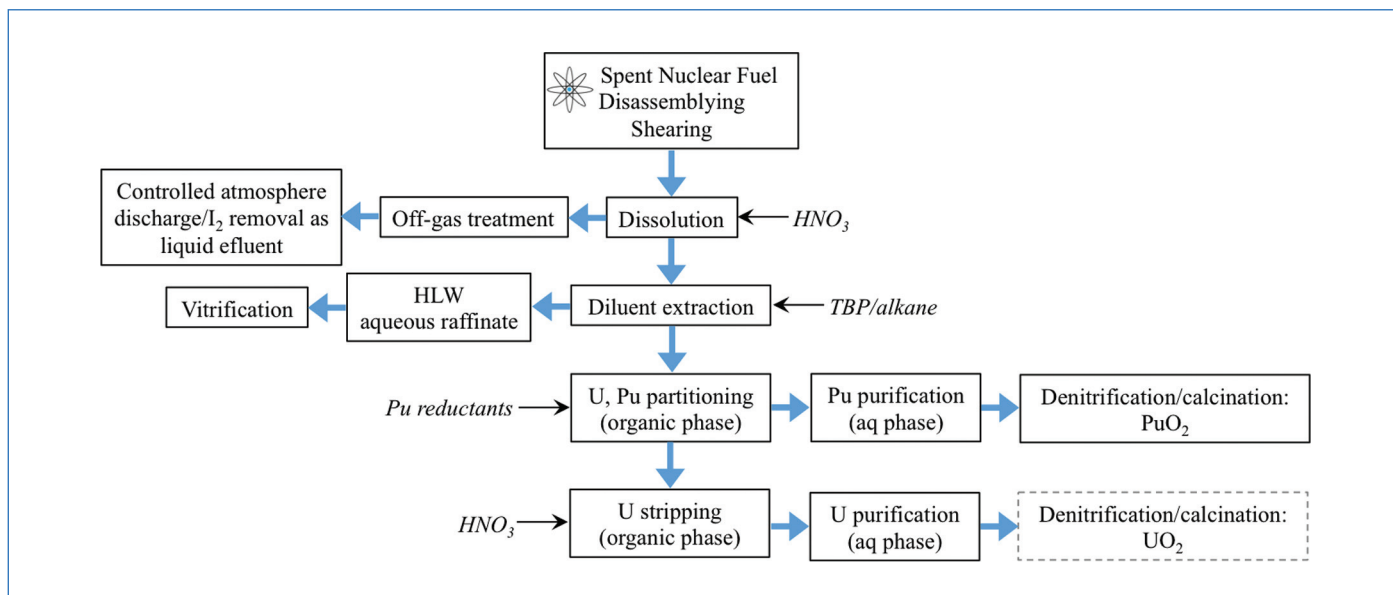 Spent Nuclear Fuel
Disassemblying
Shearing
Controlled atmosphere
discharge/I₂ removal as
liquid efluent
Off-gas treatment
Dissolution
HNO₃
Vitrification
HLW
aqueous raffinate
Diluent extraction
TBP/alkane
Pu reductants
U, Pu partitioning
(organic phase)
Pu purification
(aq phase)
Denitrification/calcination:
PuO₂
HNO₃
U stripping
(organic phase)
U purification
(aq phase)
Denitrification/calcination:
UO₂